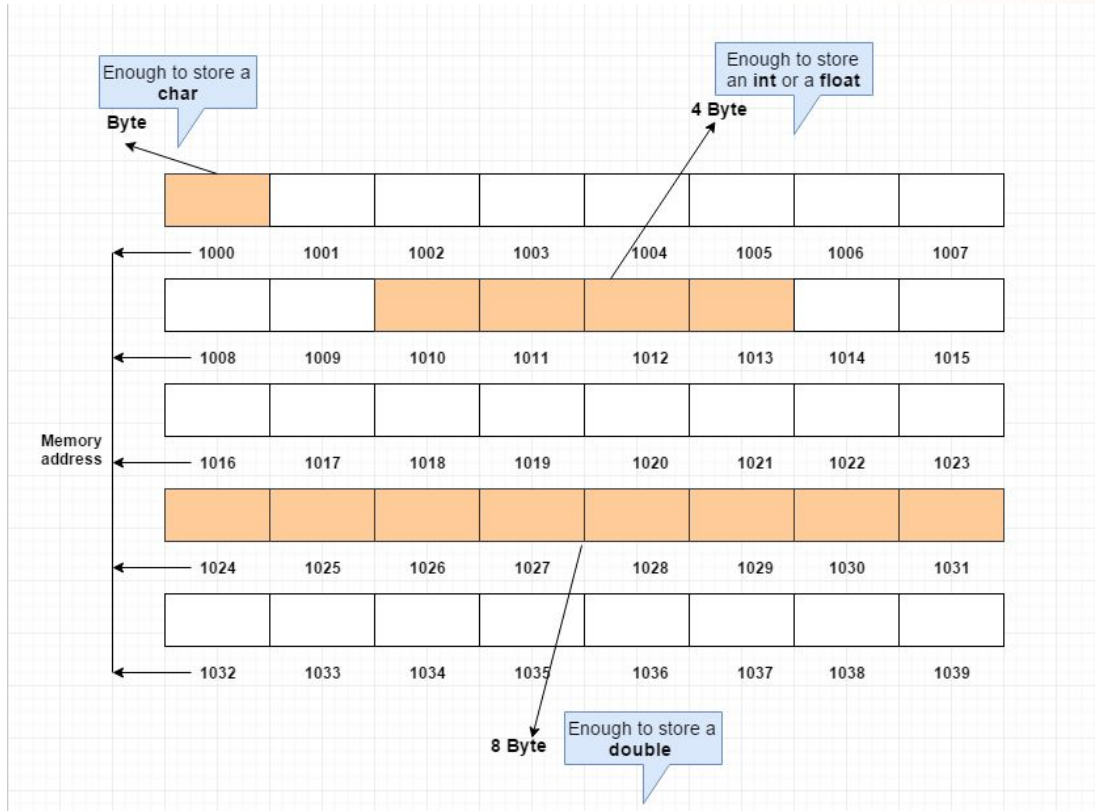 Enough to store a
char
Enough to store
an int or a float
Byte
4 Byte
1000 1001 1002 1003 1004 1005 1006 1007
1008 1009 1010 1011 1012 1013 1014 1015
Memory
address
1016 1017 1018 1019 1020 1021 1022 1023
1024 1025 1026 1027 1028 1029 1030 1031
1032 1033 1034 1035 1036 1037 1038 1039
8 Byte
Enough to store a
double